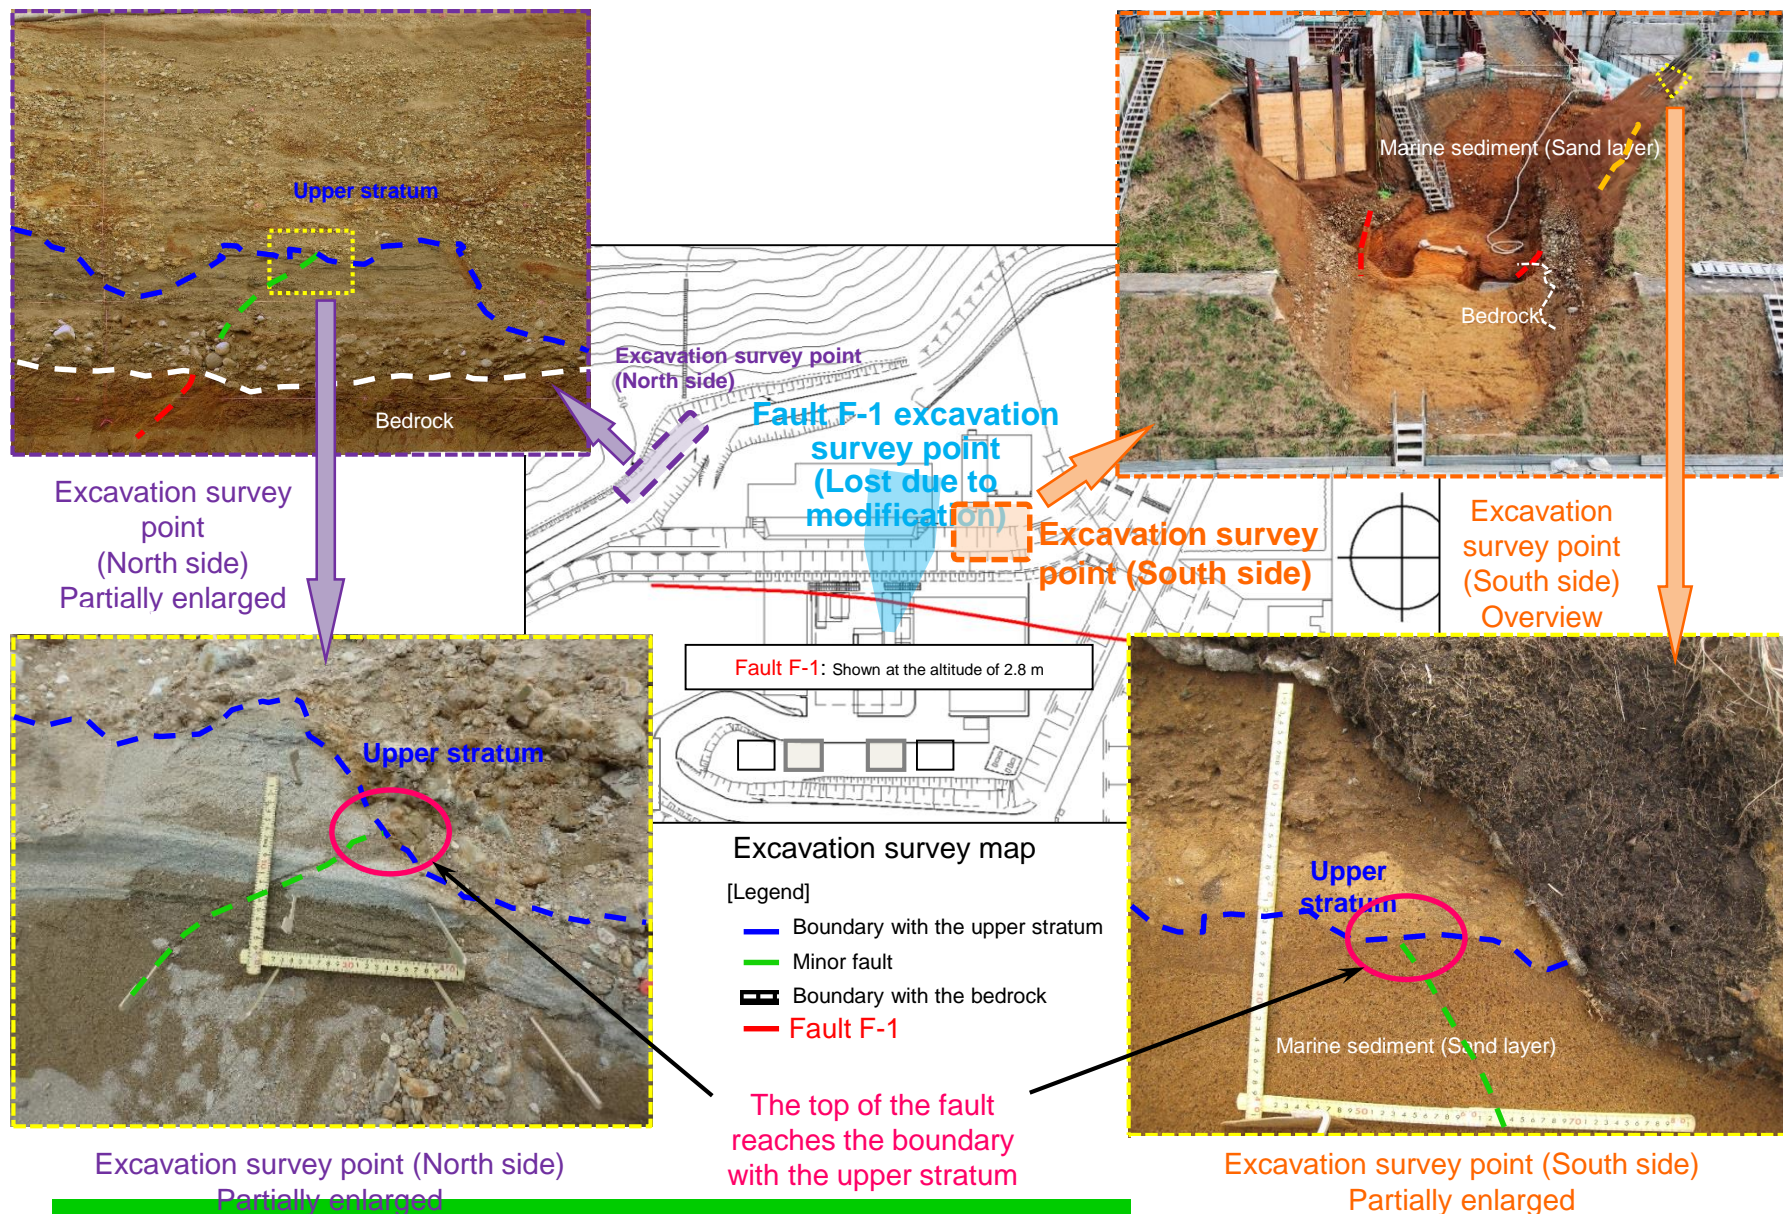 Upper stratum
Bedrock
Marine sediment (Sand layer)
Bedrock
Excavation survey point
(North side)
Fault F-1 excavation
survey point
(Lost due to
modification)
Excavation survey
point (South side)
Excavation survey
point
(North side)
Partially enlarged
Excavation
survey point
(South side)
Overview
Fault F-1: Shown at the altitude of 2.8 m
Upper stratum
Excavation survey map
[Legend]
Boundary with the upper stratum
Minor fault
Boundary with the bedrock
Fault F-1
Upper
stratum
Marine sediment (Sand layer)
The top of the fault
reaches the boundary
with the upper stratum
Excavation survey point (North side)
Partially enlarged
Excavation survey point (South side)
Partially enlarged